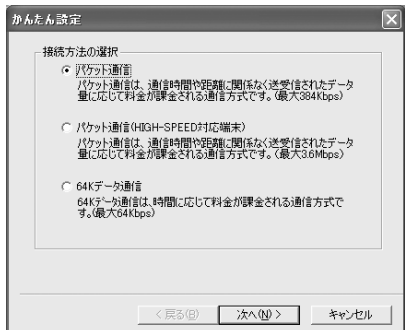 かんたん設定
接続方法の選択
パケット通信
パケット通信は、通信時間や距離に関係なく送受信されたデータ
量に応じて料金が課金される通信方式です。（最大384Kbps）
パケット通信(HIGH-SPEED対応端末)
パケット通信は、通信時間や距離に関係なく送受信されたデータ
量に応じて料金が課金される通信方式です。（最大3.6Mbps）
64Kデータ通信
64Kデータ通信は、時間に応じて料金が課金される通信方式で
す。（最大64Kbps）
< 戻る(B)
次へ(N) >
キャンセル